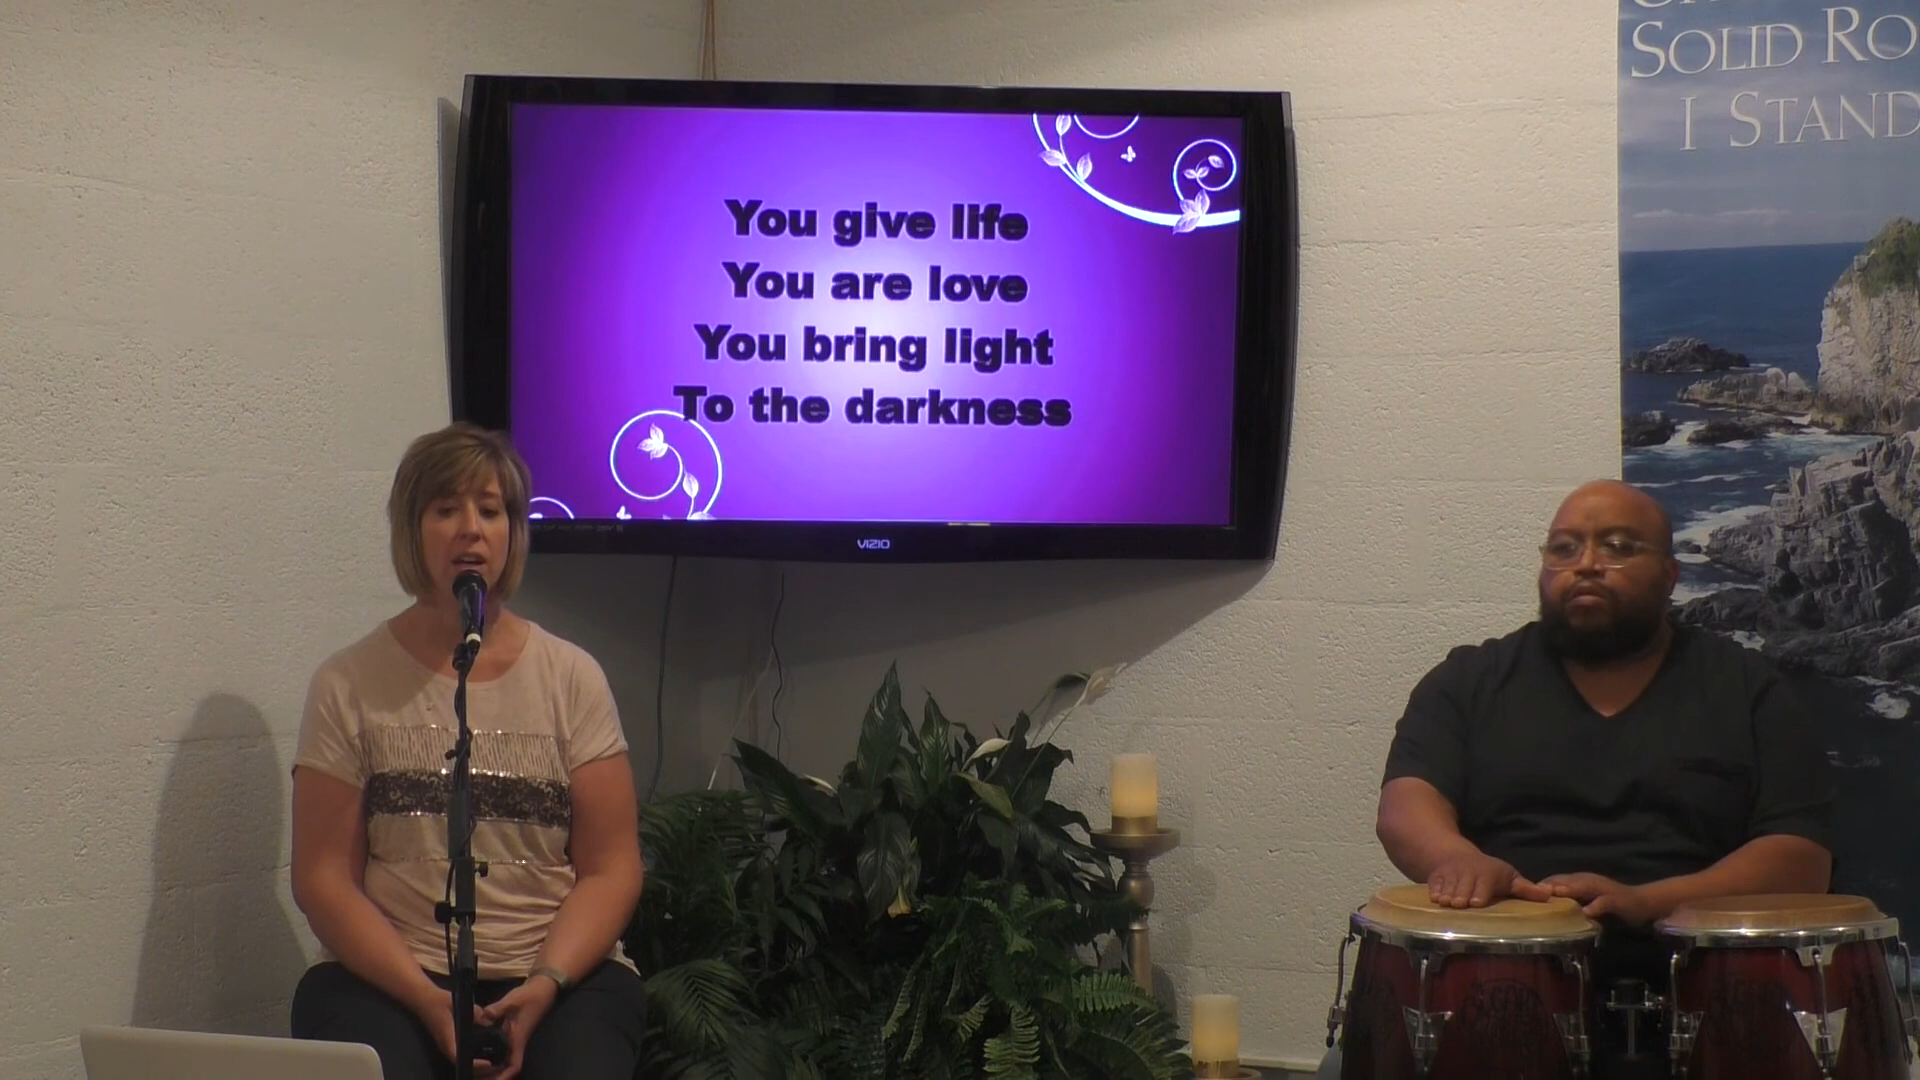 You give life
You are love
You bring light
To the darkness
VIZIO
SOLID RO
I STAND